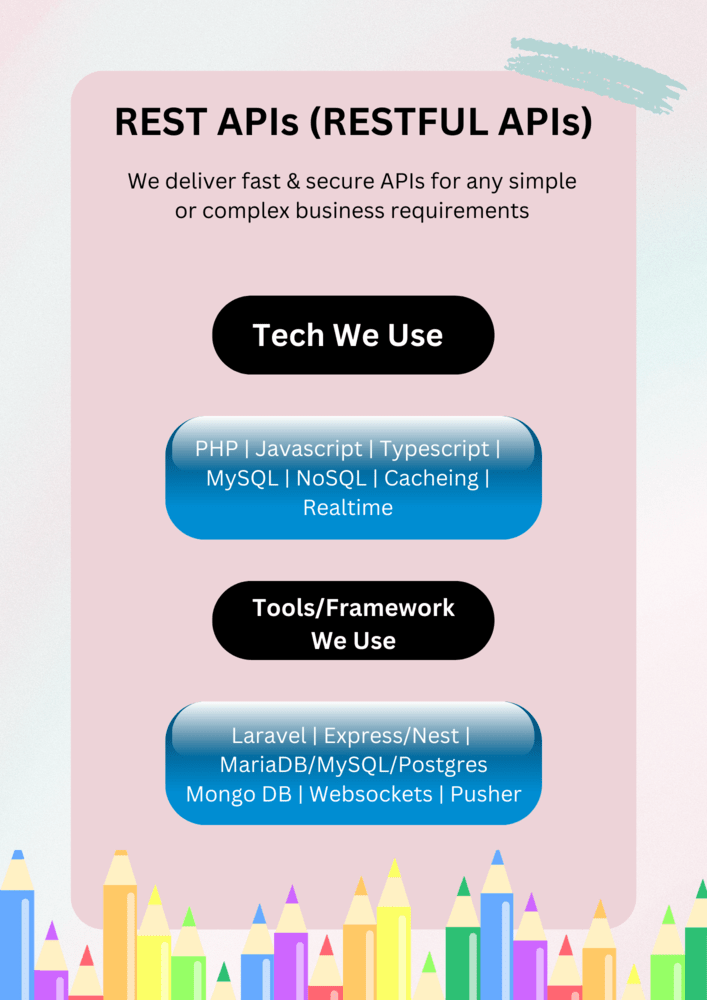 REST APIs (RESTFUL APIs)
We deliver fast & secure APIs for any simple
or complex business requirements
Tech We Use
PHP | Javascript | Typescript |
MySQL | NoSQL | Cacheing |
Realtime
Tools/Framework
We Use
Laravel | Express/Nest |
MariaDB/MySQL/Postgres
Mongo DB | Websockets | Pusher